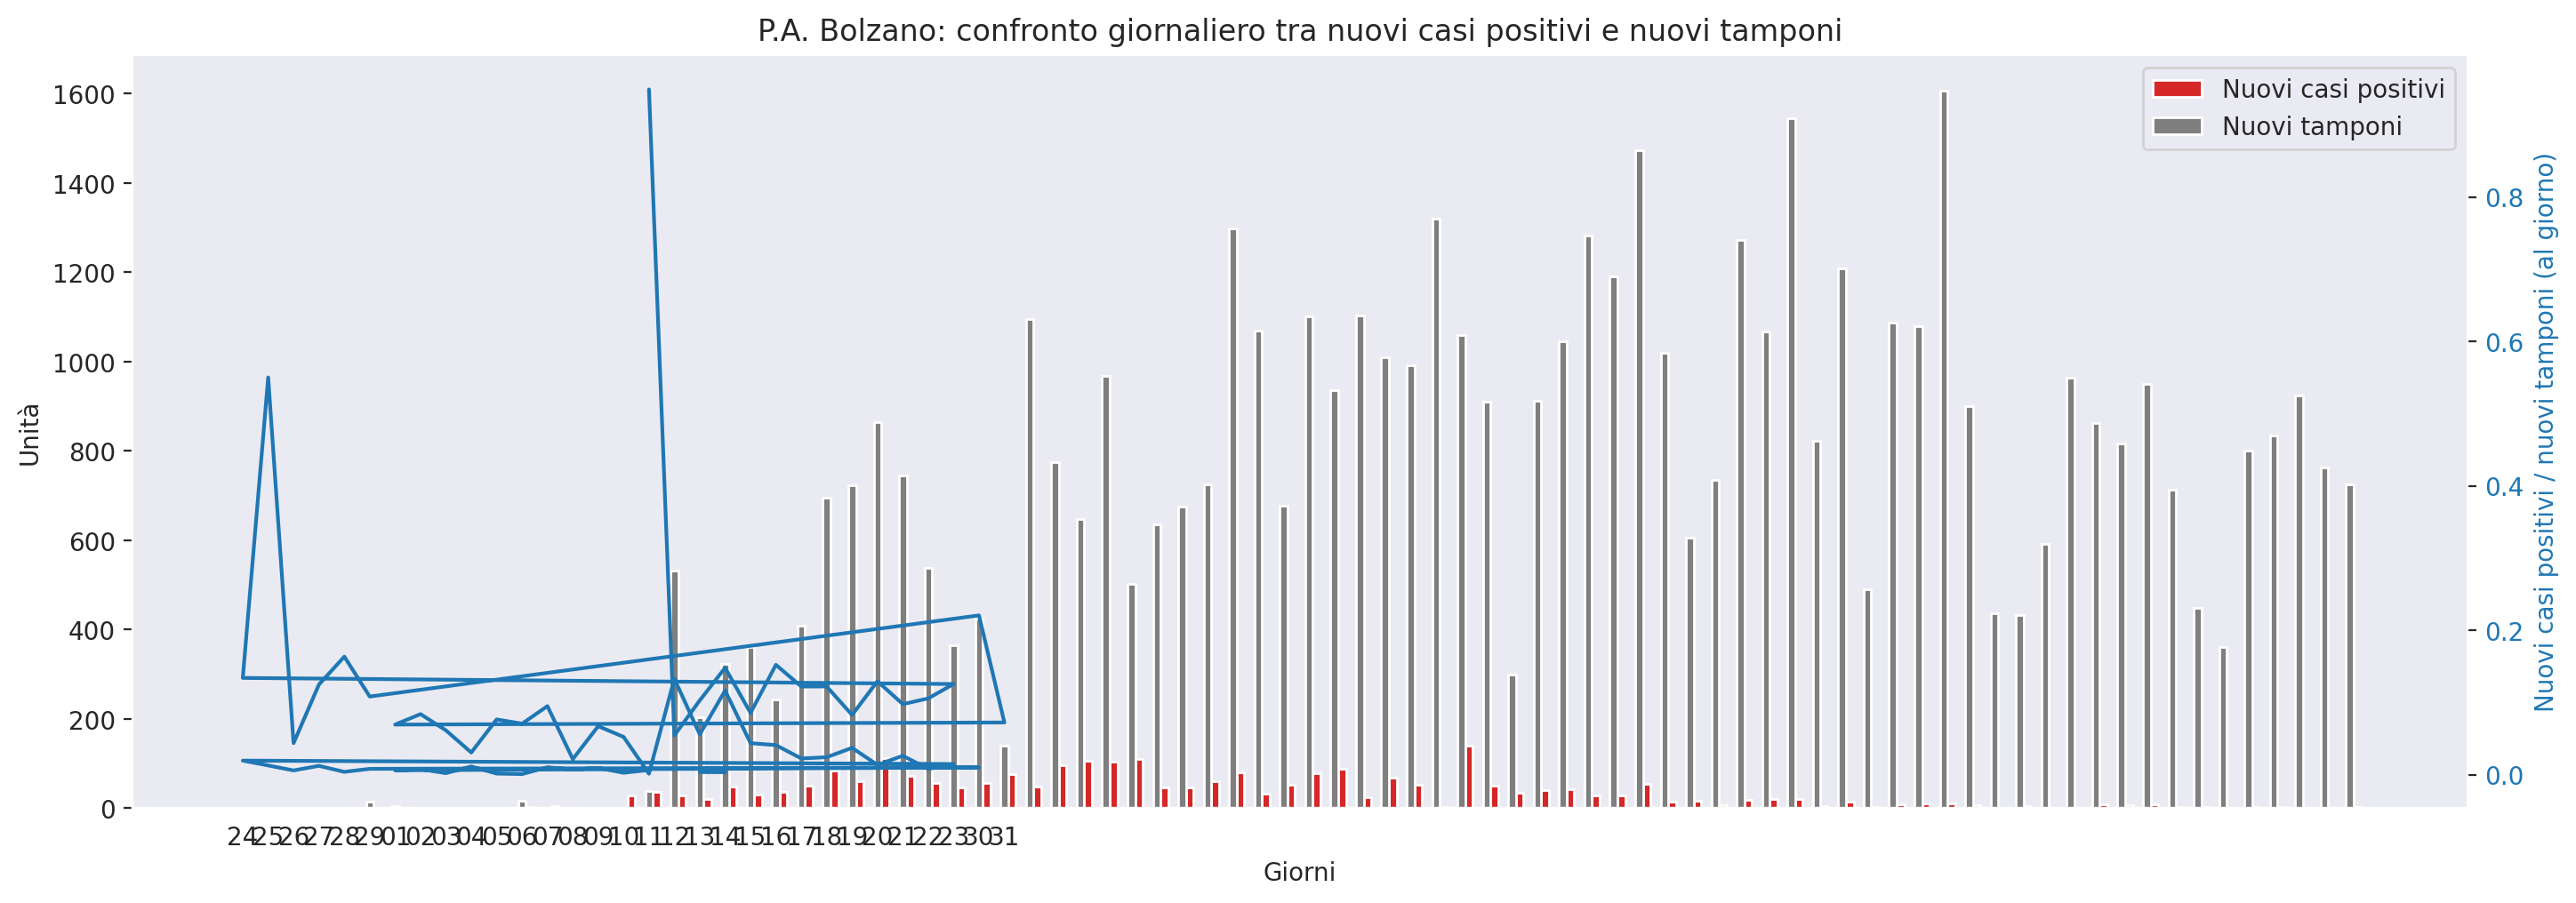 P.A. Bolzano: confronto giornaliero tra nuovi casi positivi e nuovi tamponi
Nuovi casi positivi
Nuovi tamponi
1600
1400
1200
1000
800
600
400
200
0
Unità
0.8
0.6
0.4
0.2
0.0
Nuovi casi positivi / nuovi tamponi (al giorno)
24 25 26 27 28 29 01 02 03 04 05 06 07 08 09 10 11 12 13 14 15 16 17 18 19 20 21 22 23 30 31
Giorni